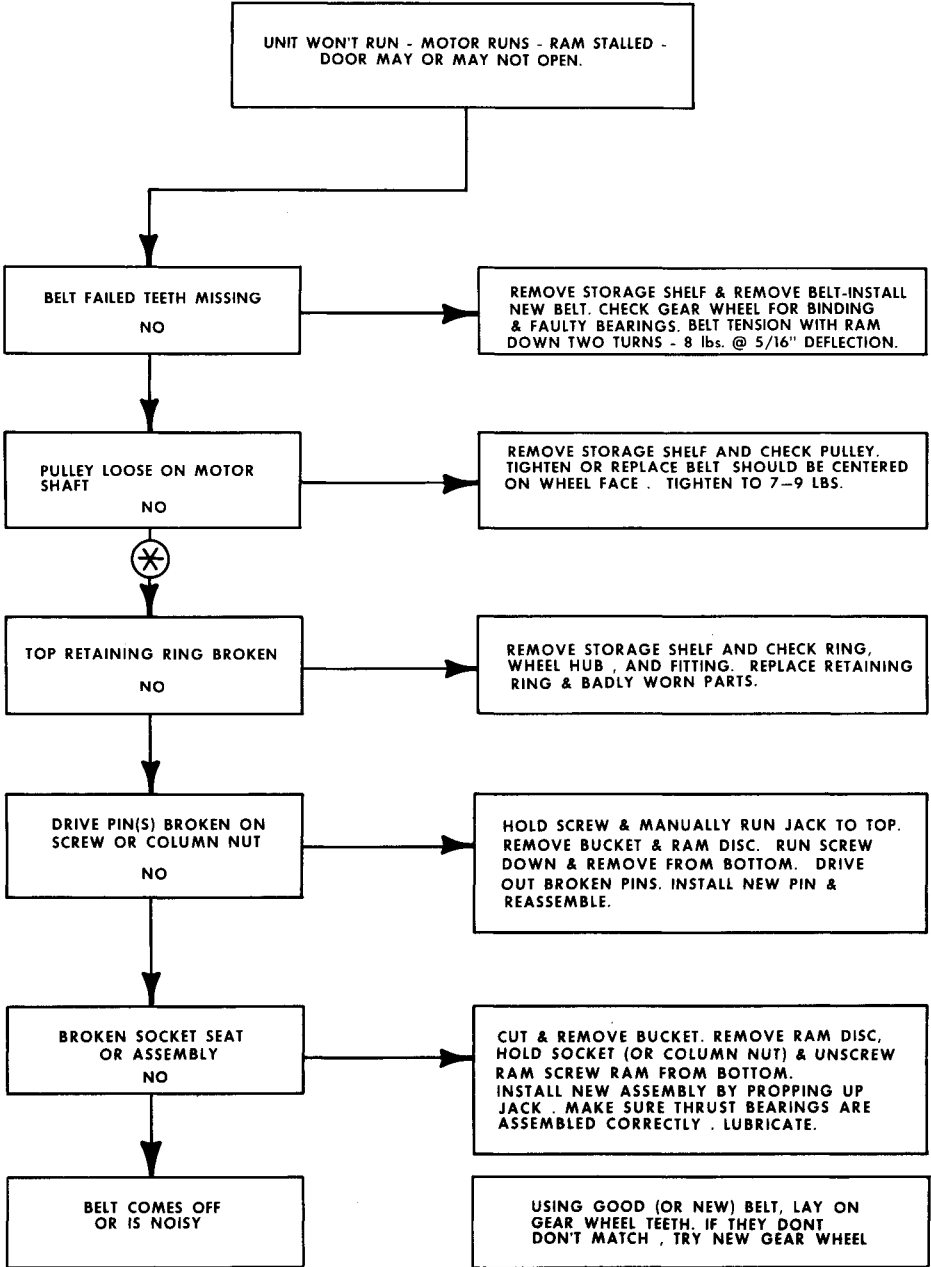 UNIT WON'T RUN - MOTOR RUNS - RAM STALLED -
DOOR MAY OR MAY NOT OPEN.
BELT FAILED TEETH MISSING
NO
REMOVE STORAGE SHELF & REMOVE BELT-INSTALL
NEW BELT. CHECK GEAR WHEEL FOR BINDING
& FAULTY BEARINGS. BELT TENSION WITH RAM
DOWN TWO TURNS - 8 lbs. @ 5/16" DEFLECTION.
PULLEY LOOSE ON MOTOR
SHAFT
NO
REMOVE STORAGE SHELF AND CHECK PULLEY.
TIGHTEN OR REPLACE BELT SHOULD BE CENTERED
ON WHEEL FACE . TIGHTEN TO 7–9 LBS.
TOP RETAINING RING BROKEN
NO
REMOVE STORAGE SHELF AND CHECK RING,
WHEEL HUB , AND FITTING. REPLACE RETAINING
RING & BADLY WORN PARTS.
DRIVE PIN(S) BROKEN ON
SCREW OR COLUMN NUT
NO
HOLD SCREW & MANUALLY RUN JACK TO TOP.
REMOVE BUCKET & RAM DISC. RUN SCREW
DOWN & REMOVE FROM BOTTOM. DRIVE
OUT BROKEN PINS. INSTALL NEW PIN &
REASSEMBLE.
BROKEN SOCKET SEAT
OR ASSEMBLY
NO
CUT & REMOVE BUCKET. REMOVE RAM DISC,
HOLD SOCKET (OR COLUMN NUT) & UNSCREW
RAM SCREW RAM FROM BOTTOM.
INSTALL NEW ASSEMBLY BY PROPPING UP
JACK . MAKE SURE THRUST BEARINGS ARE
ASSEMBLED CORRECTLY . LUBRICATE.
BELT COMES OFF
OR IS NOISY
USING GOOD (OR NEW) BELT, LAY ON
GEAR WHEEL TEETH. IF THEY DONT
DON'T MATCH , TRY NEW GEAR WHEEL